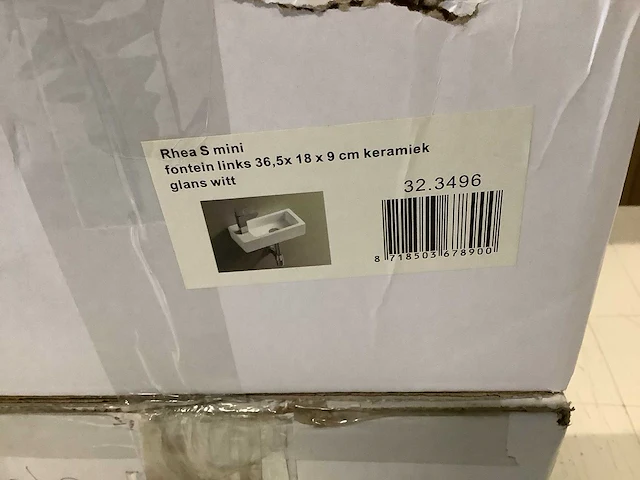 Rhea S mini
fontein links 36,5x 18 x 9 cm keramiek
glans witt
32.3496
8 718503 678900